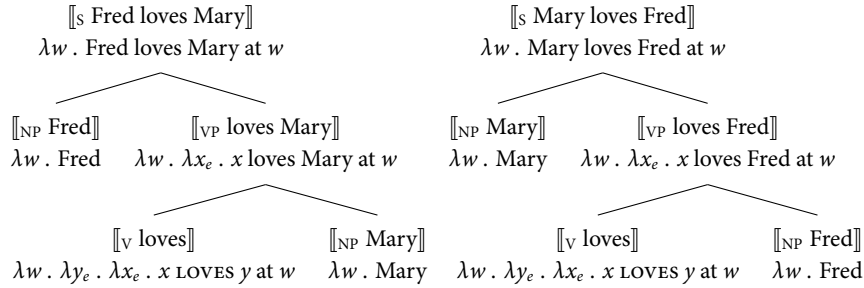 ⟦S Fred loves Mary⟧ ⟦S Mary loves Fred⟧
λw . Fred loves Mary at w λw . Mary loves Fred at w
⟦NP Fred⟧ ⟦VP loves Mary⟧ ⟦NP Mary⟧ ⟦VP loves Fred⟧
λw . Fred λw . λxₑ . x loves Mary at w λw . Mary λw . λxₑ . x loves Fred at w
⟦V loves⟧ ⟦NP Mary⟧ ⟦V loves⟧ ⟦NP Fred⟧
λw . λyₑ . λxₑ . x LOVES y at w λw . Mary λw . λyₑ . λxₑ . x LOVES y at w λw . Fred